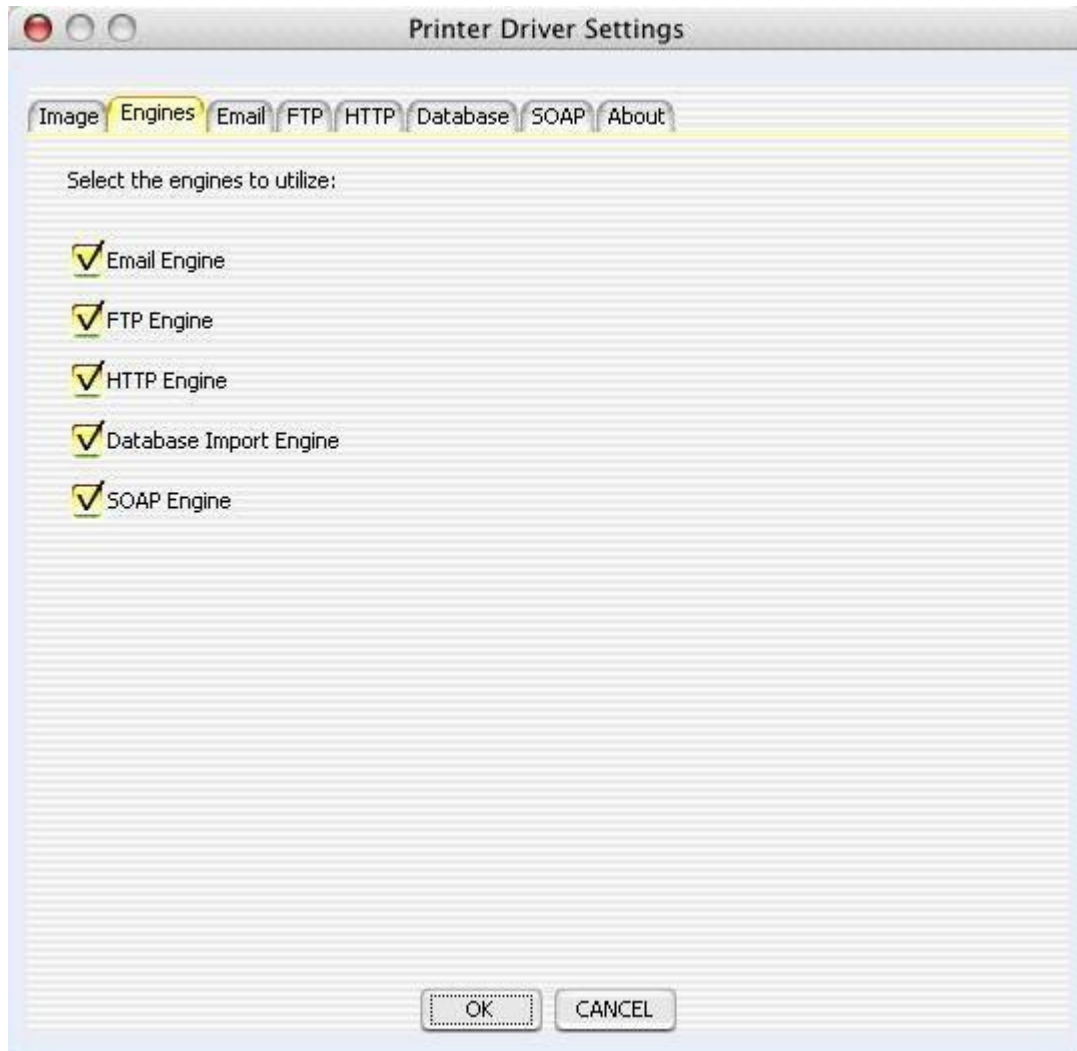 Printer Driver Settings
Image Engines Email FTP HTTP Database SOAP About
Select the engines to utilize:
Email Engine
FTP Engine
HTTP Engine
Database Import Engine
SOAP Engine
OK CANCEL